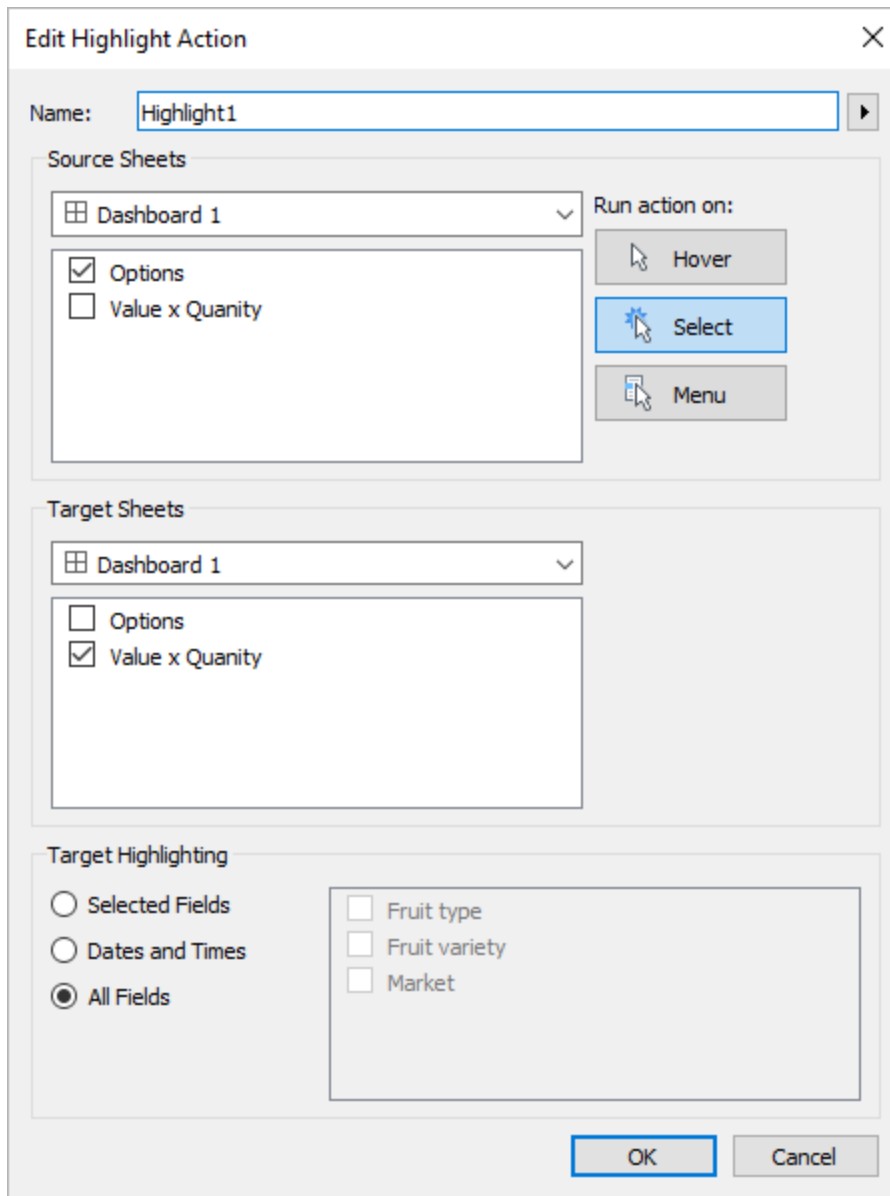 Edit Highlight Action
Name: Highlight1
Source Sheets
Dashboard 1
Run action on:
Options
Value x Quanity
Hover
Select
Menu
Target Sheets
Dashboard 1
Options
Value x Quanity
Target Highlighting
Selected Fields
Dates and Times
All Fields
Fruit type
Fruit variety
Market
OK Cancel